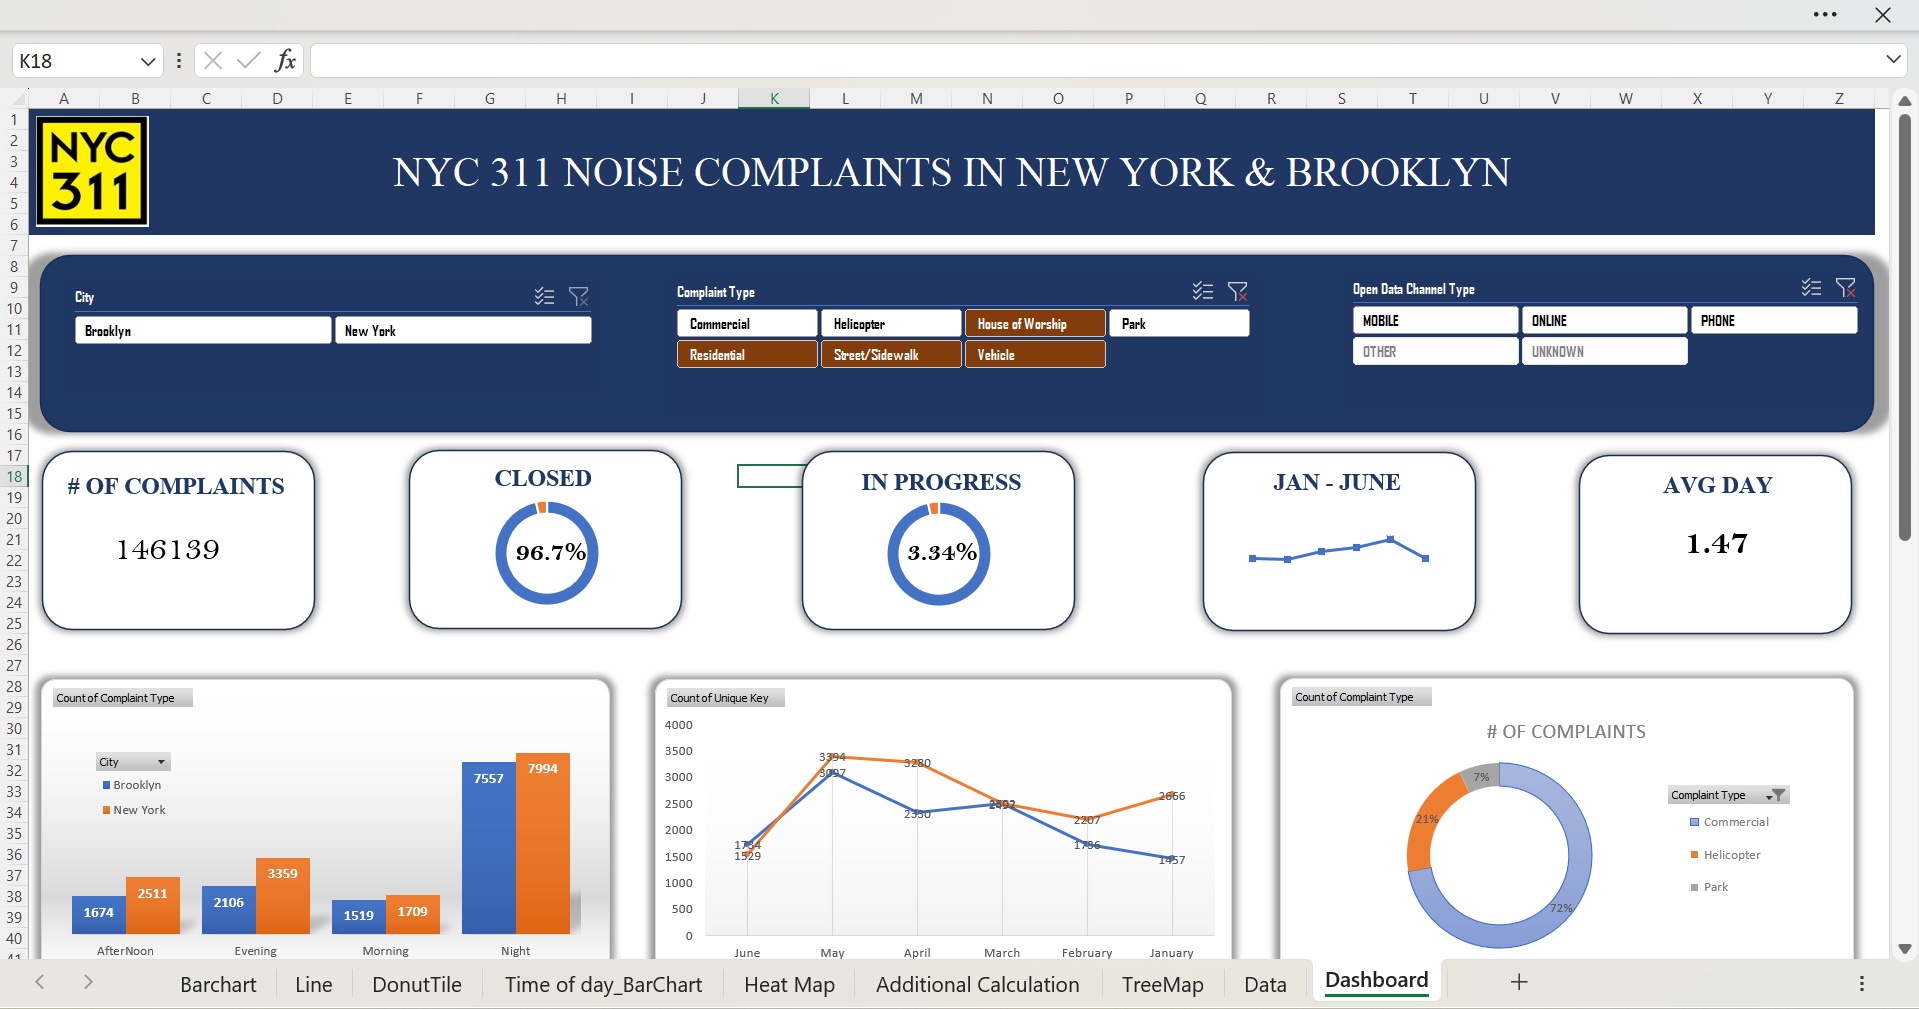 K18
fx
A B C D E F G H I J K L M N O P Q R S T U V W X Y Z
1
2
3
4
5
6
7
8
9
10
11
12
13
14
15
16
17
18
19
20
21
22
23
24
25
26
27
28
29
30
31
32
33
34
35
36
37
38
39
40
41
NYC
311
NYC 311 NOISE COMPLAINTS IN NEW YORK & BROOKLYN
City
Brooklyn New York
Complaint Type
Commercial Helicopter House of Worship Park
Residential Street/Sidewalk Vehicle
Open Data Channel Type
MOBILE ONLINE PHONE
OTHER UNKNOWN
# OF COMPLAINTS
146139
CLOSED
96.7%
IN PROGRESS
3.34%
JAN - JUNE
AVG DAY
1.47
Count of Complaint Type
City
Brooklyn
New York
1674 2511 2106 3359 1519 1709 7557 7994
AfterNoon Evening Morning Night
Count of Unique Key
4000
3500
3000
2500
2000
1500
1000
500
0
3394 3280 2207 2666
3097 2330 1457
1529
June May April March February January
Count of Complaint Type
# OF COMPLAINTS
7%
21%
72%
Complaint Type
Commercial
Helicopter
Park
Barchart Line DonutTile Time of day_BarChart Heat Map Additional Calculation TreeMap Data Dashboard